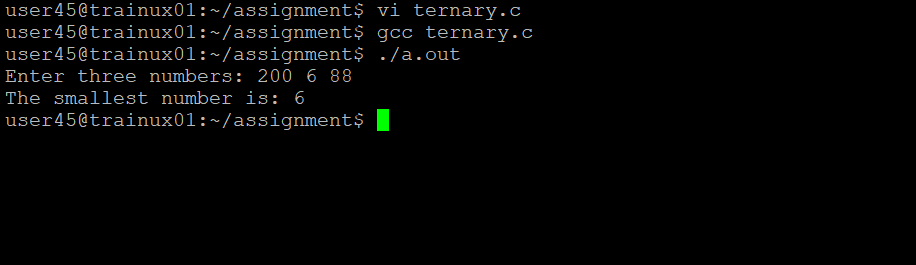 user45@trainux01:~/assignment$ vi ternary.c
user45@trainux01:~/assignment$ gcc ternary.c
user45@trainux01:~/assignment$ ./a.out
Enter three numbers: 200 6 88
The smallest number is: 6
user45@trainux01:~/assignment$